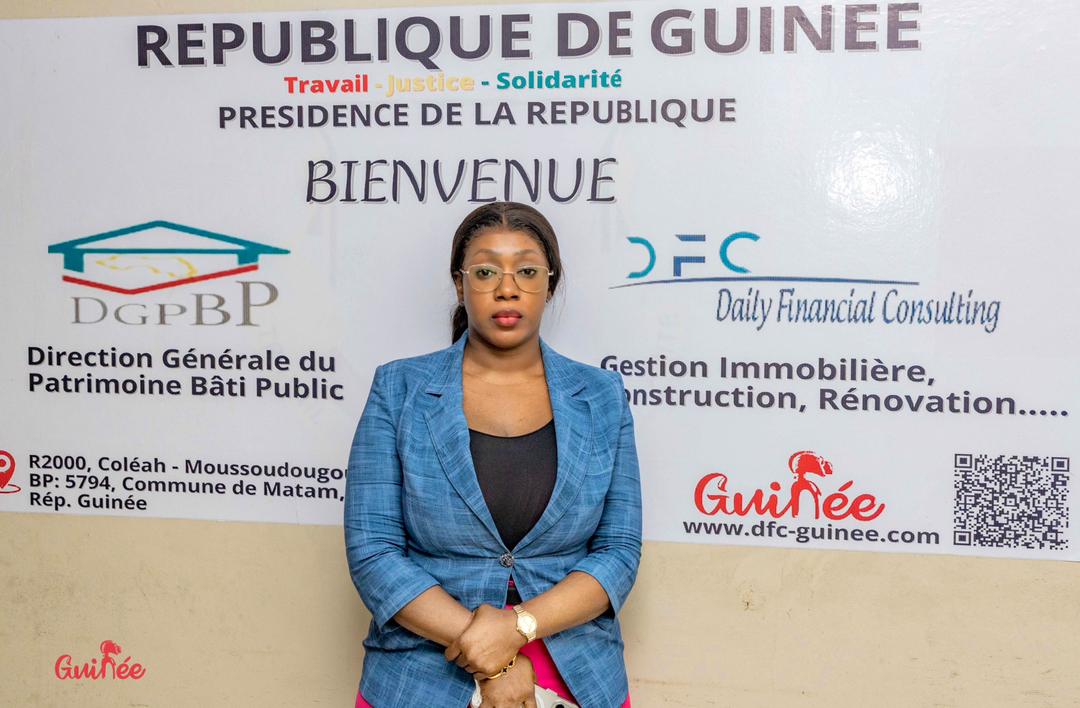 REPUBLIQUE DE GUINEE
Travail - Justice - Solidarité
PRESIDENCE DE LA REPUBLIQUE
BIENVENUE
DGPBP
Direction Générale du
Patrimoine Bâti Public
R2000, Coléah - Moussoudougou
BP: 5794, Commune de Matam,
Rép. Guinée
DFC
Daily Financial Consulting
Gestion Immobilière,
onstruction, Rénovation.....
Guinée
www.dfc-guinee.com
Guinée